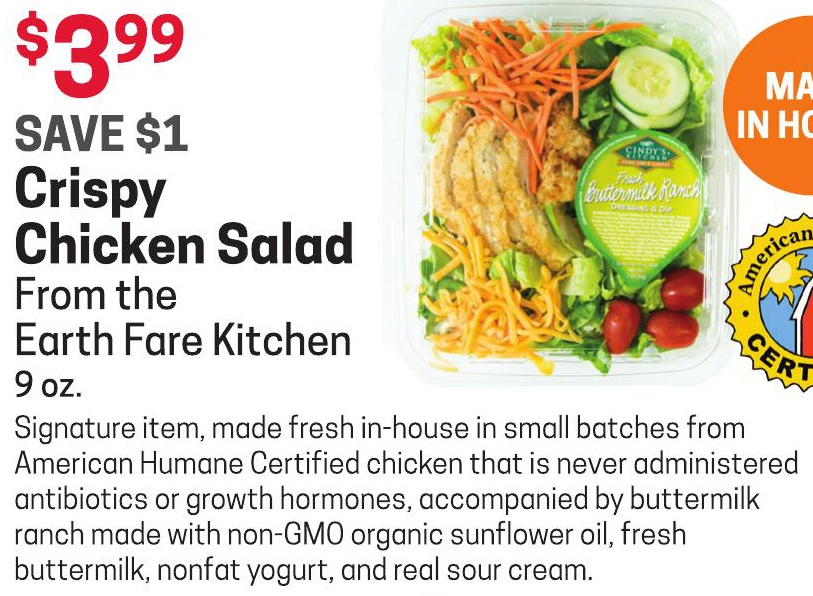 $3.99
SAVE $1
Crispy
Chicken Salad
From the
Earth Fare Kitchen
9 oz.
Signature item, made fresh in-house in small batches from
American Humane Certified chicken that is never administered
antibiotics or growth hormones, accompanied by buttermilk
ranch made with non-GMO organic sunflower oil, fresh
buttermilk, nonfat yogurt, and real sour cream.
CINDY'S
KITCHEN
Fresh
Buttermilk Ranch
DRESSING & DIP
MA
IN HO
American
CERT